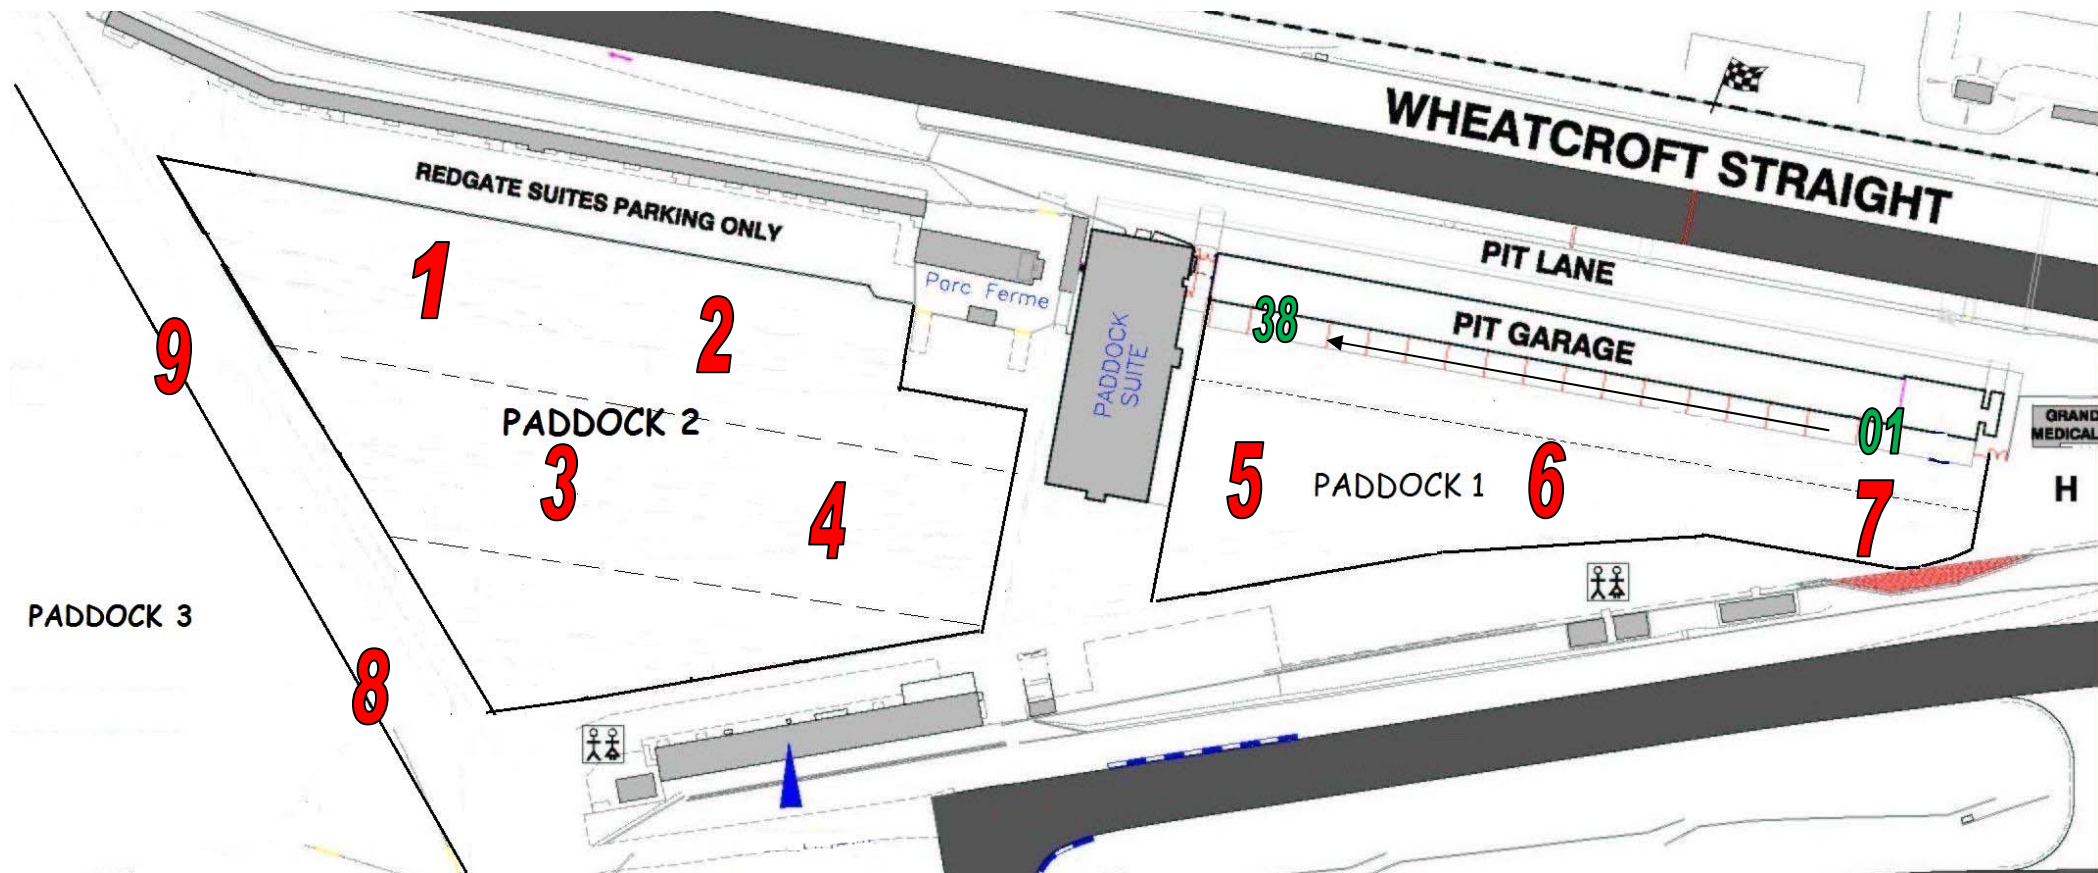 WHEATCROFT STRAIGHT
REDGATE SUITES PARKING ONLY
PIT LANE
1
Parc Ferme
38
PIT GARAGE
2
9
PADDOCK
SUITE
01
GRAND
MEDICAL
PADDOCK 2
3
4
5
PADDOCK 1
6
7
H
PADDOCK 3
8